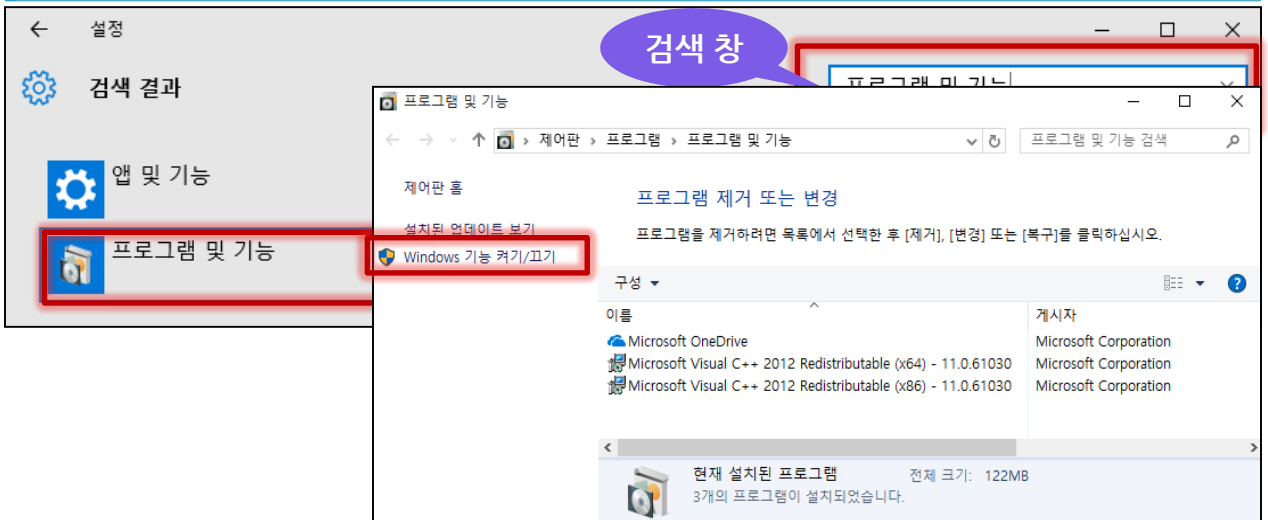 설정
검색 창
검색 결과
프로그램 및 기능
앱 및 기능
프로그램 및 기능
프로그램 및 기능
제어판 › 프로그램 › 프로그램 및 기능
프로그램 및 기능 검색
제어판 홈
설치된 업데이트 보기
Windows 기능 켜기/끄기
프로그램 제거 또는 변경
프로그램을 제거하려면 목록에서 선택한 후 [제거], [변경] 또는 [복구]를 클릭하십시오.
구성
이름 게시자
Microsoft OneDrive Microsoft Corporation
Microsoft Visual C++ 2012 Redistributable (x64) - 11.0.61030 Microsoft Corporation
Microsoft Visual C++ 2012 Redistributable (x86) - 11.0.61030 Microsoft Corporation
현재 설치된 프로그램 전체 크기: 122MB
3개의 프로그램이 설치되었습니다.